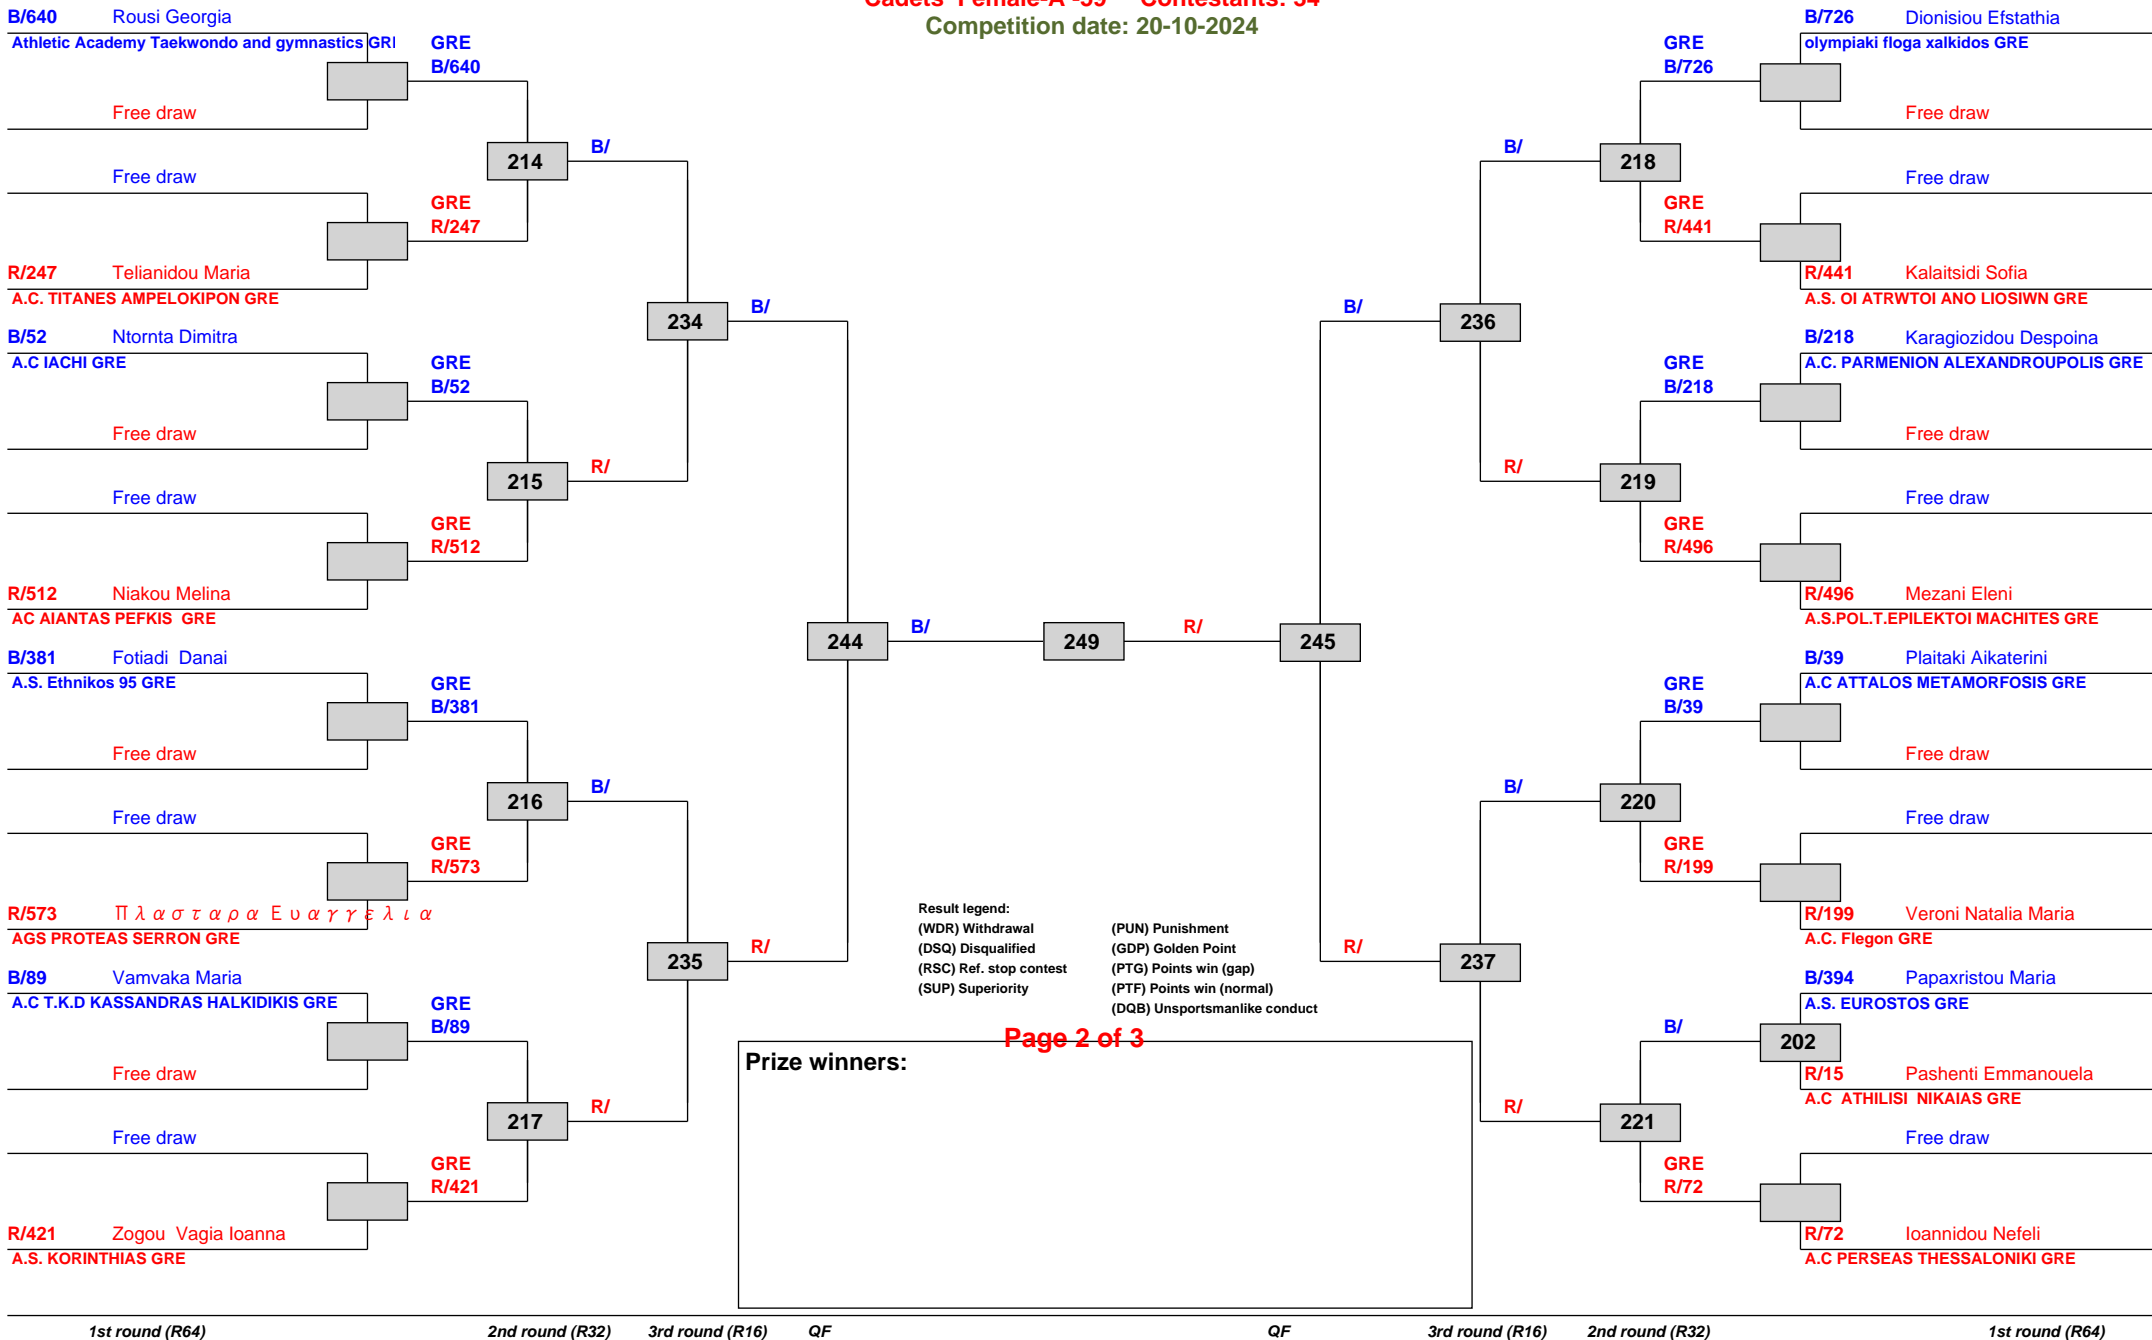 Cadets Female-A -59 Contestants: 34
Competition date: 20-10-2024
B/640 Rousi Georgia
Athletic Academy Taekwondo and gymnastics GRI
GRE
B/640
Free draw
214
B/
Free draw
GRE
R/247
R/247 Telianidou Maria
A.C. TITANES AMPELOKIPON GRE
234
B/
B/52 Ntornta Dimitra
A.C IACHI GRE
GRE
B/52
Free draw
215
R/
Free draw
GRE
R/512
R/512 Niakou Melina
AC AIANTAS PEFKIS GRE
244
B/
249
B/381 Fotiadi Danai
A.S. Ethnikos 95 GRE
GRE
B/381
Free draw
216
B/
Free draw
GRE
R/573
R/573 Πλασταρα Ευαγγελια
AGS PROTEAS SERRON GRE
235
R/
B/89 Vamvaka Maria
A.C T.K.D KASSANDRAS HALKIDIKIS GRE
GRE
B/89
Free draw
217
R/
Free draw
GRE
R/421
R/421 Zogou Vagia Ioanna
A.S. KORINTHIAS GRE
B/726 Dionisiou Efstathia
olympiaki floga xalkidos GRE
GRE
B/726
Free draw
B/
218
Free draw
GRE
R/441
R/441 Kalaitsidi Sofia
A.S. OI ATRWTOI ANO LIOSIWN GRE
B/
236
B/218 Karagiozidou Despoina
A.C. PARMENION ALEXANDROUPOLIS GRE
GRE
B/218
Free draw
R/
219
Free draw
GRE
R/496
R/496 Mezani Eleni
A.S.POL.T.EPILEKTOI MACHITES GRE
R/
245
B/39 Plaitaki Aikaterini
A.C ATTALOS METAMORFOSIS GRE
GRE
B/39
Free draw
B/
220
Free draw
GRE
R/199
R/199 Veroni Natalia Maria
A.C. Flegon GRE
R/
237
B/394 Papaxristou Maria
A.S. EUROSTOS GRE
B/
202
R/15 Pashenti Emmanouela
A.C ATHILISI NIKAIAS GRE
R/
221
Free draw
GRE
R/72
R/72 Ioannidou Nefeli
A.C PERSEAS THESSALONIKI GRE
Result legend:
(WDR) Withdrawal (PUN) Punishment
(DSQ) Disqualified (GDP) Golden Point
(RSC) Ref. stop contest (PTG) Points win (gap)
(SUP) Superiority (PTF) Points win (normal)
(DQB) Unsportsmanlike conduct
Page 2 of 3
Prize winners:
1st round (R64) 2nd round (R32) 3rd round (R16) QF QF 3rd round (R16) 2nd round (R32) 1st round (R64)